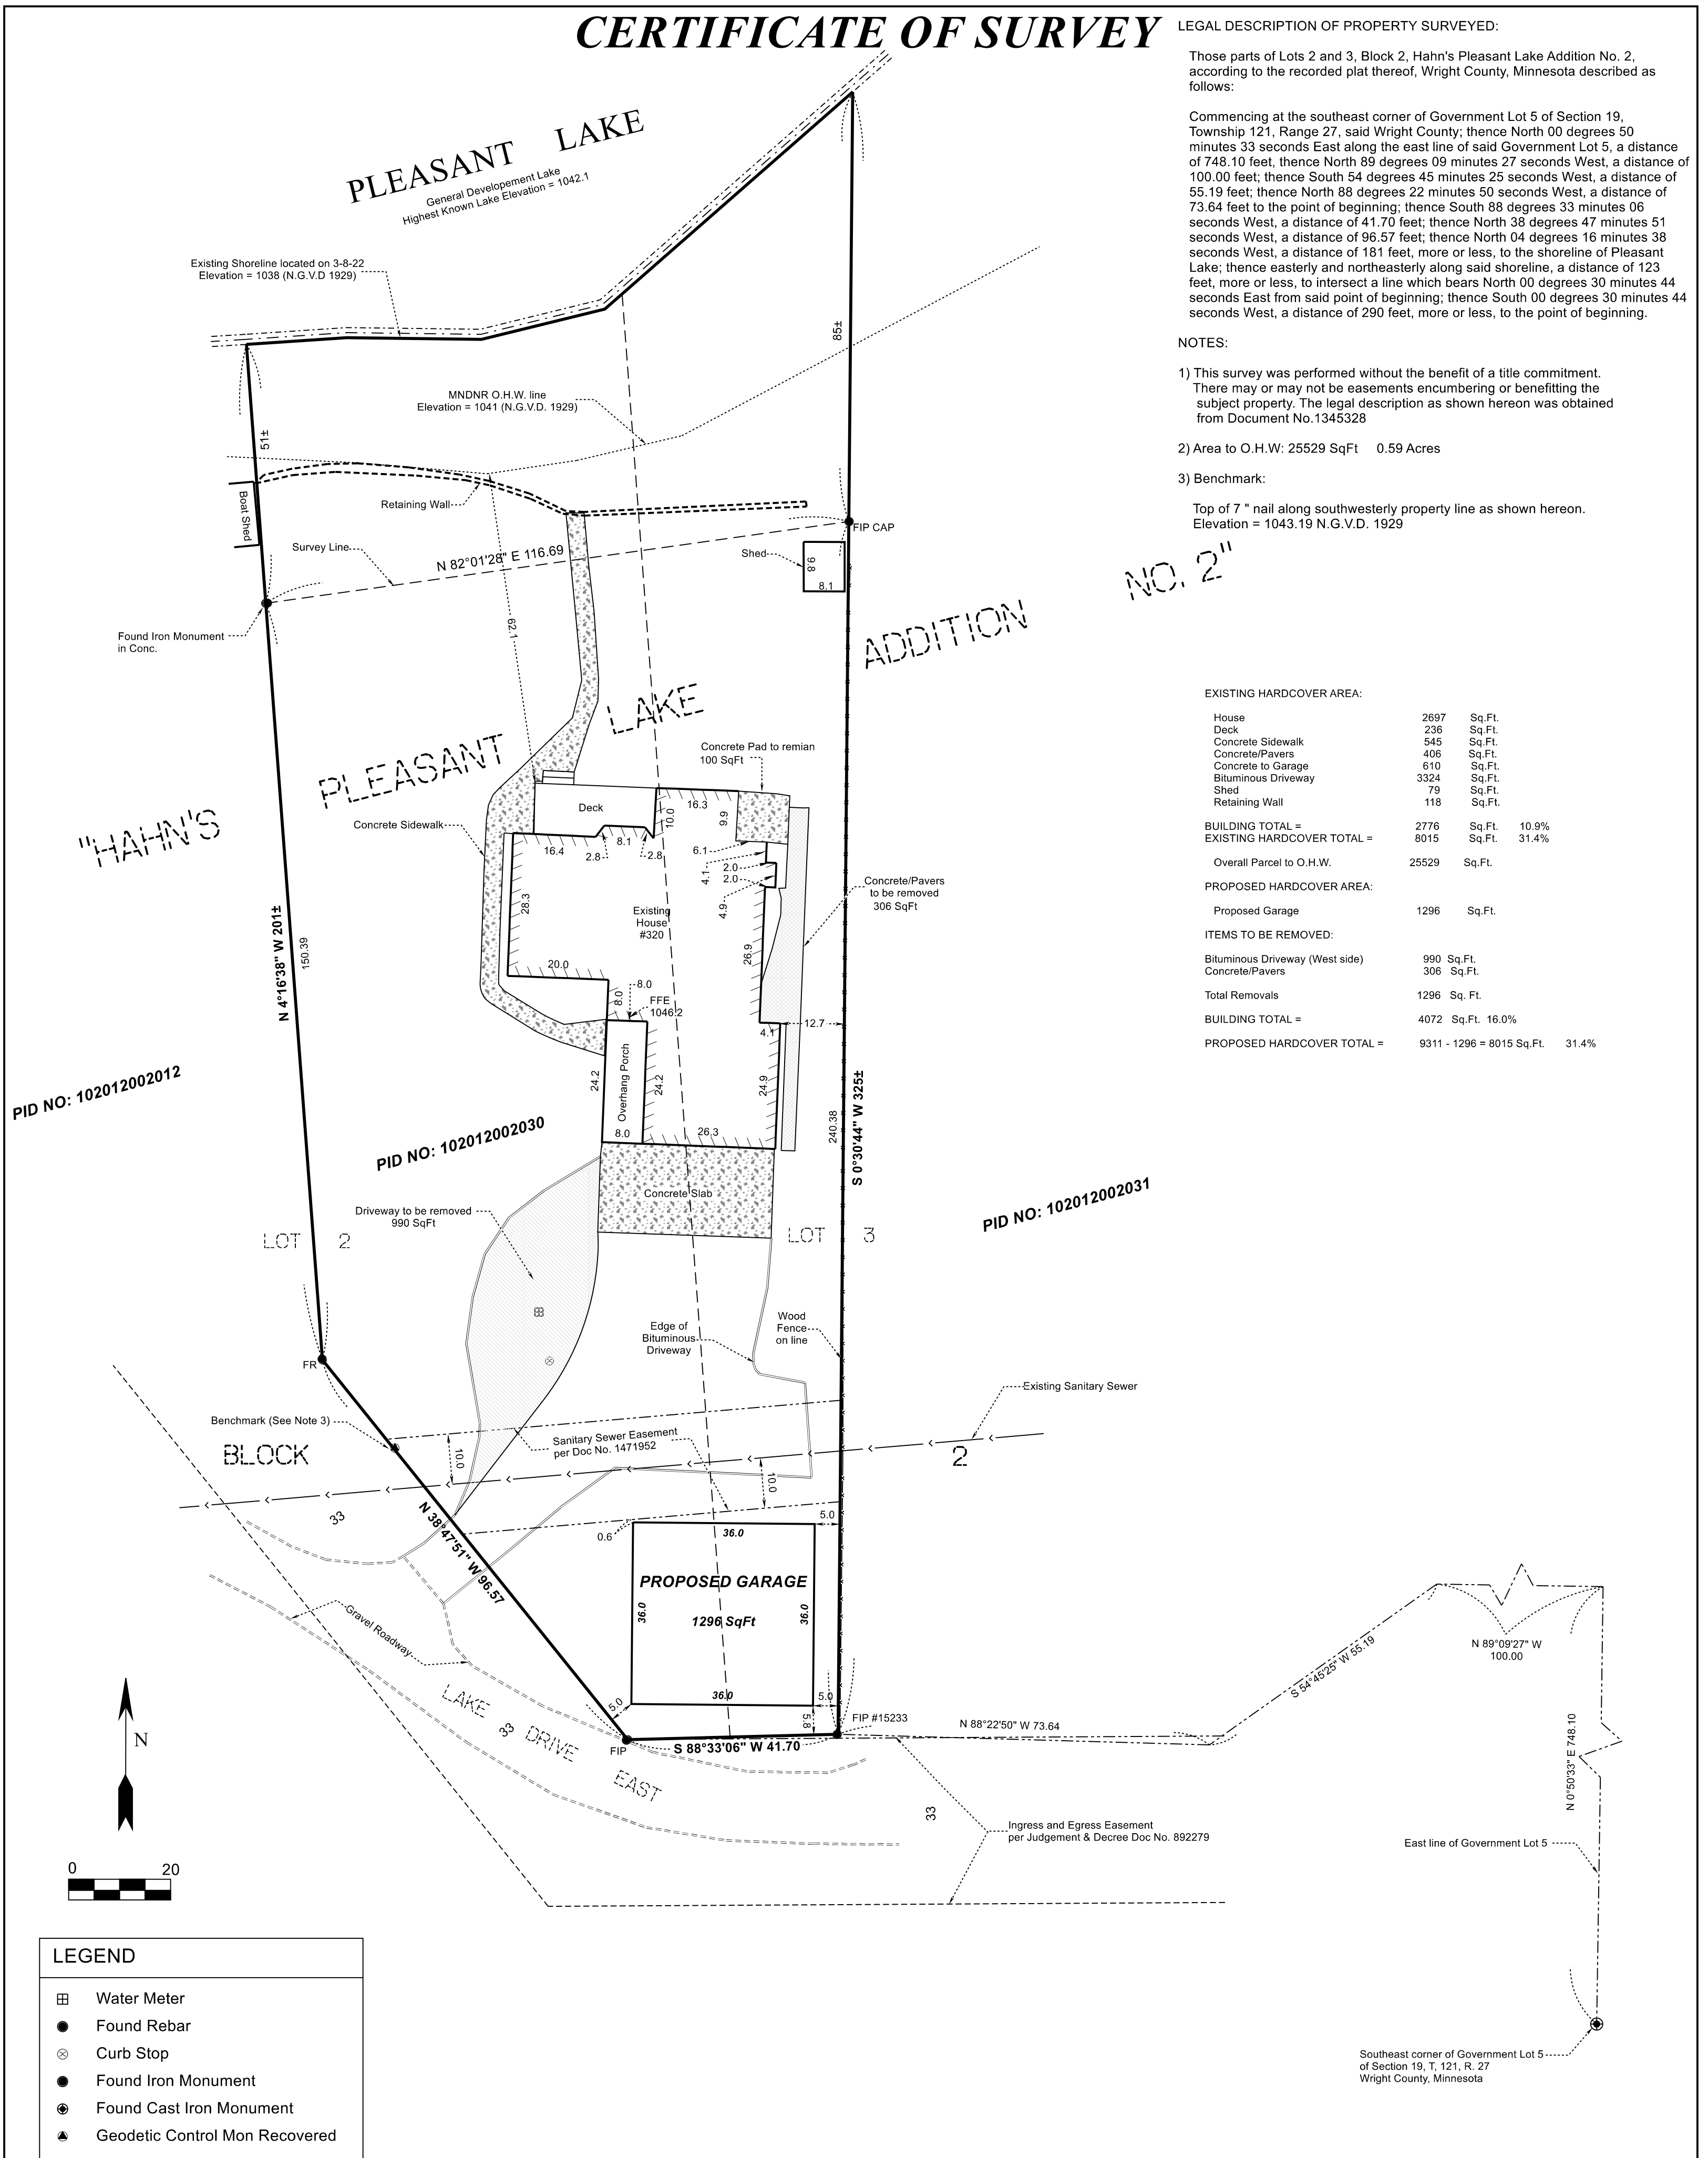 CERTIFICATE OF SURVEY
LEGAL DESCRIPTION OF PROPERTY SURVEYED:
Those parts of Lots 2 and 3, Block 2, Hahn's Pleasant Lake Addition No. 2,
according to the recorded plat thereof, Wright County, Minnesota described as
follows:
Commencing at the southeast corner of Government Lot 5 of Section 19,
Township 121, Range 27, said Wright County; thence North 00 degrees 50
minutes 33 seconds East along the east line of said Government Lot 5, a distance
of 748.10 feet, thence North 89 degrees 09 minutes 27 seconds West, a distance of
100.00 feet; thence South 54 degrees 45 minutes 25 seconds West, a distance of
55.19 feet; thence North 88 degrees 22 minutes 50 seconds West, a distance of
73.64 feet to the point of beginning; thence South 88 degrees 33 minutes 06
seconds West, a distance of 41.70 feet; thence North 38 degrees 47 minutes 51
seconds West, a distance of 96.57 feet; thence North 04 degrees 16 minutes 38
seconds West, a distance of 181 feet, more or less, to the shoreline of Pleasant
Lake; thence easterly and northeasterly along said shoreline, a distance of 123
feet, more or less, to intersect a line which bears North 00 degrees 30 minutes 44
seconds East from said point of beginning; thence South 00 degrees 30 minutes 44
seconds West, a distance of 290 feet, more or less, to the point of beginning.
NOTES:
1) This survey was performed without the benefit of a title commitment.
There may or may not be easements encumbering or benefitting the
subject property. The legal description as shown hereon was obtained
from Document No.1345328
2) Area to O.H.W: 25529 SqFt 0.59 Acres
3) Benchmark:
Top of 7 " nail along southwesterly property line as shown hereon.
Elevation = 1043.19 N.G.V.D. 1929
EXISTING HARDCOVER AREA:
House 2697 Sq.Ft.
Deck 236 Sq.Ft.
Concrete Sidewalk 545 Sq.Ft.
Concrete/Pavers 406 Sq.Ft.
Concrete to Garage 610 Sq.Ft.
Bituminous Driveway 3324 Sq.Ft.
Shed 79 Sq.Ft.
Retaining Wall 118 Sq.Ft.
BUILDING TOTAL = 2776 Sq.Ft. 10.9%
EXISTING HARDCOVER TOTAL = 8015 Sq.Ft. 31.4%
Overall Parcel to O.H.W. 25529 Sq.Ft.
PROPOSED HARDCOVER AREA:
Proposed Garage 1296 Sq.Ft.
ITEMS TO BE REMOVED:
Bituminous Driveway (West side) 990 Sq.Ft.
Concrete/Pavers 306 Sq.Ft.
Total Removals 1296 Sq. Ft.
BUILDING TOTAL = 4072 Sq.Ft. 16.0%
PROPOSED HARDCOVER TOTAL = 9311 - 1296 = 8015 Sq.Ft. 31.4%
PLEASANT LAKE
General Developement Lake
Highest Known Lake Elevation = 1042.1
Existing Shoreline located on 3-8-22
Elevation = 1038 (N.G.V.D 1929)
85±
MNDNR O.H.W. line
Elevation = 1041 (N.G.V.D. 1929)
51±
Boat Shed
Retaining Wall
FIP CAP
Survey Line
N 82°01'28" E 116.69
Shed
9.8
8.1
62.1
Found Iron Monument
in Conc.
"HAHN'S PLEASANT LAKE ADDITION NO. 2"
Concrete Pad to remian
100 SqFt
Deck
16.3
10.0
9.9
Concrete Sidewalk
16.4
2.8
8.1
2.8
6.1
4.1
2.0
2.0
4.9
Concrete/Pavers
to be removed
306 SqFt
28.3
Existing
House
#320
26.9
20.0
8.0
8.0
FFE
1046.2
4.1
12.7
N 4°16'38" W 201±
150.39
24.2
Overhang Porch
24.2
24.9
8.0
26.3
240.38
S 0°30'44" W 325±
PID NO: 102012002012
PID NO: 102012002030
PID NO: 102012002031
Concrete Slab
Driveway to be removed
990 SqFt
LOT 2
LOT 3
Edge of
Bituminous
Driveway
Wood
Fence
on line
FR
Existing Sanitary Sewer
Benchmark (See Note 3)
BLOCK 2
Sanitary Sewer Easement
per Doc No. 1471952
10.0
10.0
33
N 38°47'51" W 96.57
0.6
36.0
5.0
PROPOSED GARAGE
1296 SqFt
36.0
36.0
36.0
5.0
5.0
5.8
Gravel Roadway
LAKE DRIVE EAST
33
FIP
S 88°33'06" W 41.70
FIP #15233
N 88°22'50" W 73.64
S 54°45'25" W 55.19
N 89°09'27" W
100.00
N 0°50'33" E 748.10
33
Ingress and Egress Easement
per Judgement & Decree Doc No. 892279
East line of Government Lot 5
Southeast corner of Government Lot 5
of Section 19, T, 121, R. 27
Wright County, Minnesota
N
0 20
LEGEND
Water Meter
Found Rebar
Curb Stop
Found Iron Monument
Found Cast Iron Monument
Geodetic Control Mon Recovered